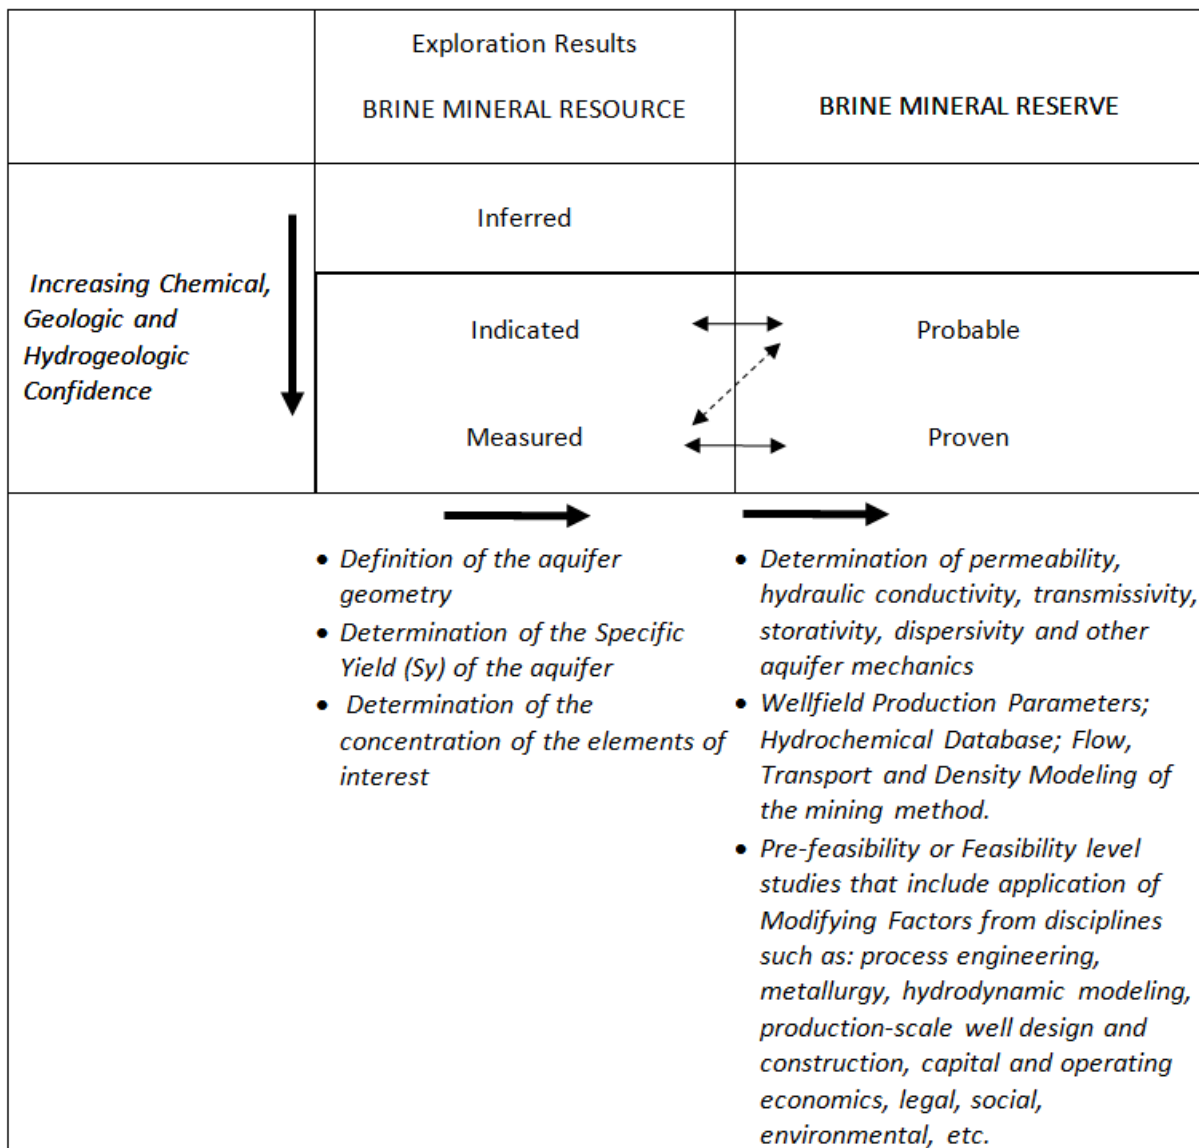 Exploration Results
BRINE MINERAL RESOURCE
BRINE MINERAL RESERVE
Increasing Chemical,
Geologic and
Hydrogeologic
Confidence
Inferred
Indicated
Probable
Measured
Proven
• Definition of the aquifer
geometry
• Determination of the Specific
Yield (Sy) of the aquifer
• Determination of the
concentration of the elements of
interest
• Determination of permeability,
hydraulic conductivity, transmissivity,
storativity, dispersivity and other
aquifer mechanics
• Wellfield Production Parameters;
Hydrochemical Database; Flow,
Transport and Density Modeling of
the mining method.
• Pre-feasibility or Feasibility level
studies that include application of
Modifying Factors from disciplines
such as: process engineering,
metallurgy, hydrodynamic modeling,
production-scale well design and
construction, capital and operating
economics, legal, social,
environmental, etc.